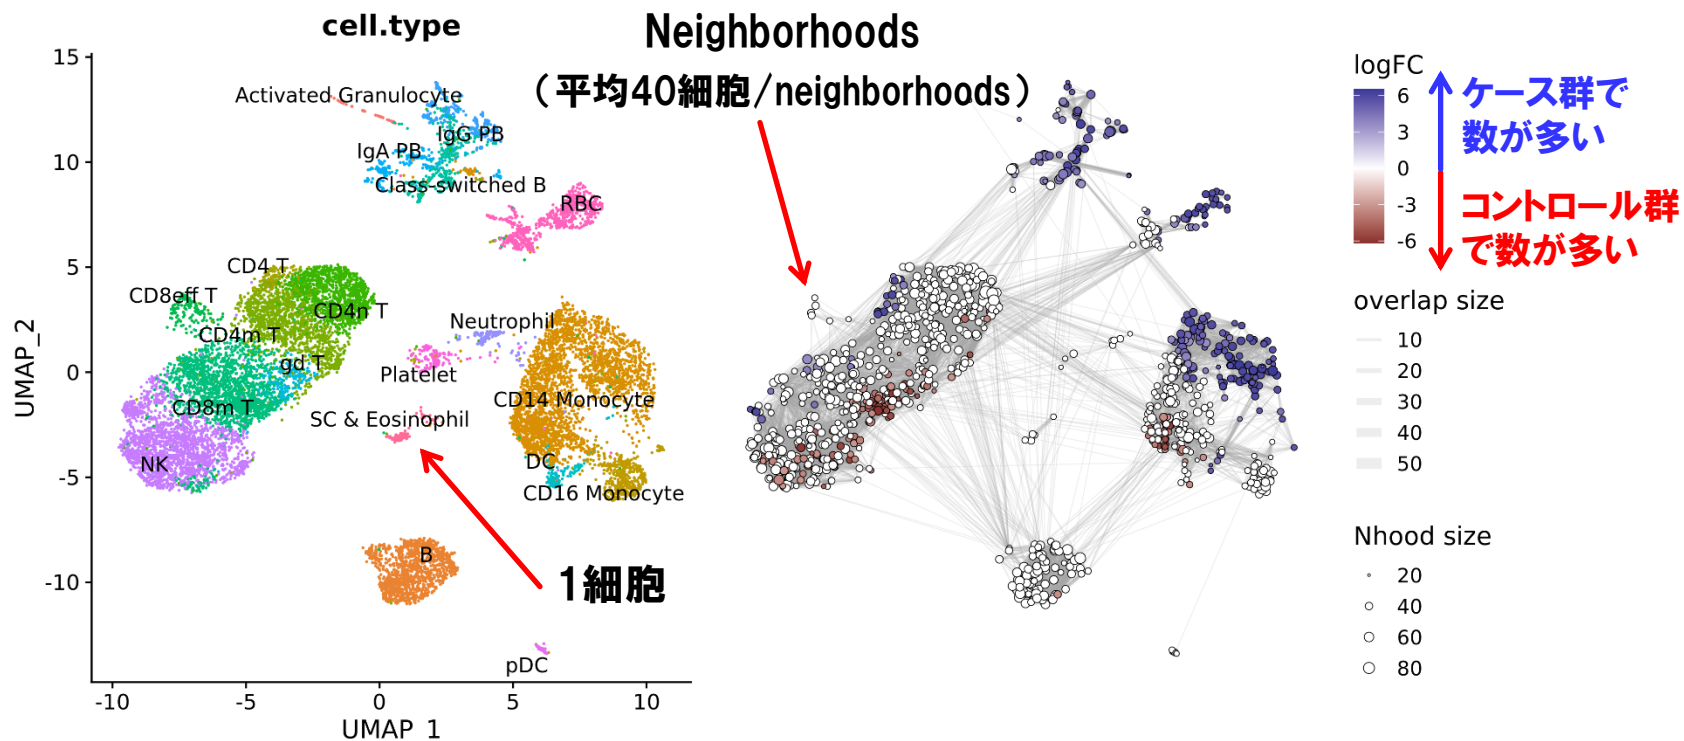 cell.type
Neighborhoods
（平均40細胞/neighborhoods）
15
10
5
0
-5
-10
UMAP_2
-10
-5
0
5
10
UMAP_1
Activated Granulocyte
IgG PB
IgA PB
Class-switched B
RBC
CD4 T
CD8eff T
CD4n T
CD4m T
Neutrophil
gd T
Platelet
CD8m T
CD14 Monocyte
SC & Eosinophil
NK
DC
CD16 Monocyte
B
1細胞
pDC
logFC
6
3
0
-3
-6
ケース群で
数が多い
コントロール群
で数が多い
overlap size
10
20
30
40
50
Nhood size
20
40
60
80